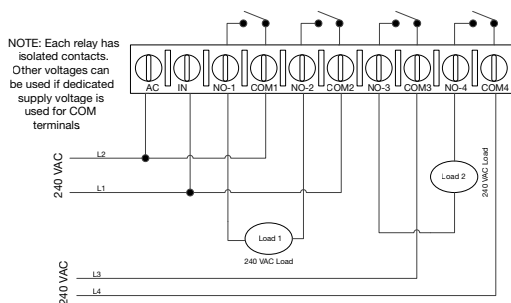 NOTE: Each relay has
isolated contacts.
Other voltages can
be used if dedicated
supply voltage is
used for COM
terminals
AC IN NO-1 COM1 NO-2 COM2 NO-3 COM3 NO-4 COM4
240 VAC
L2
L1
Load 1
240 VAC Load
Load 2
240 VAC Load
240 VAC
L3
L4